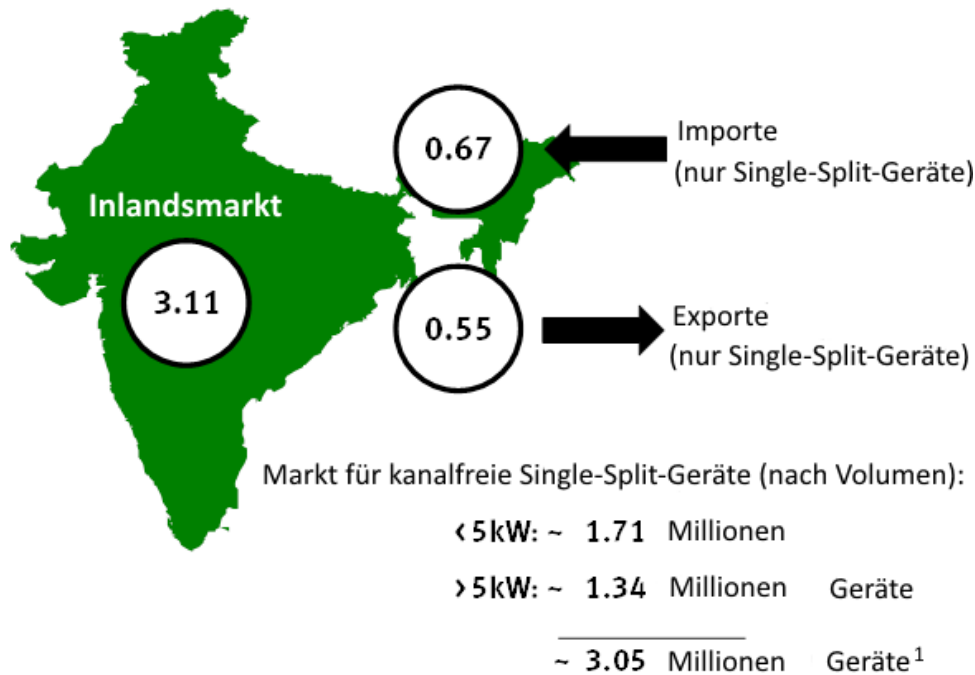 0.67
Importe
(nur Single-Split-Geräte)
Inlandsmarkt
3.11
0.55
Exporte
(nur Single-Split-Geräte)
Markt für kanalfreie Single-Split-Geräte (nach Volumen):
<5kW: ~ 1.71 Millionen
>5kW: ~ 1.34 Millionen Geräte
~ 3.05 Millionen Geräte¹